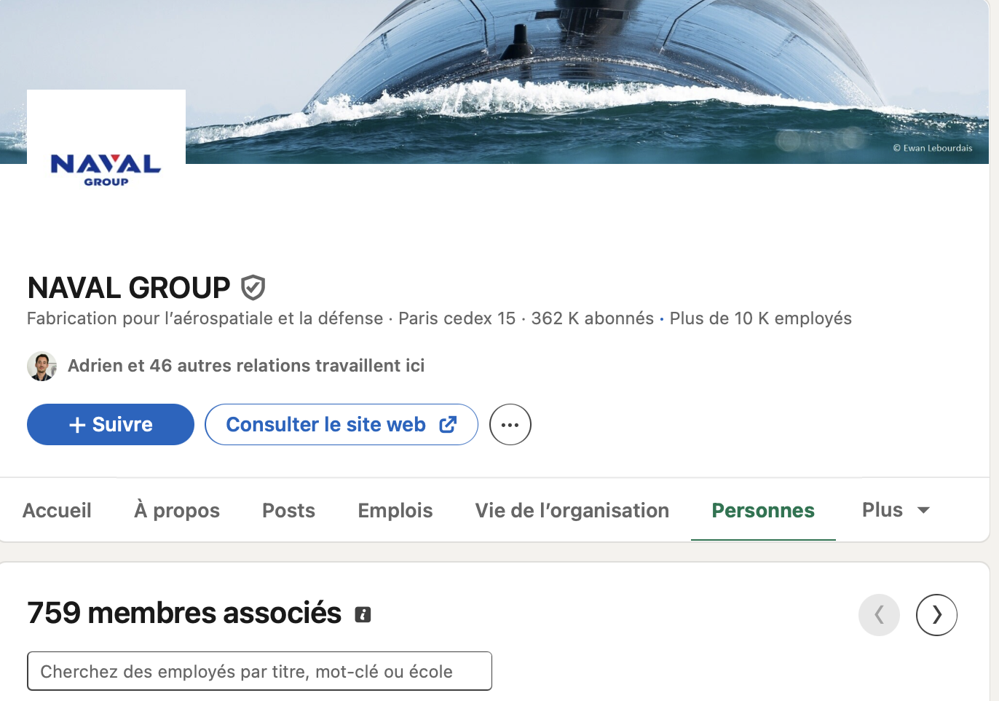 © Ewan Lebourdais
NAVAL
GROUP
NAVAL GROUP
Fabrication pour l’aérospatiale et la défense · Paris cedex 15 · 362 K abonnés • Plus de 10 K employés
Adrien et 46 autres relations travaillent ici
+ Suivre
Consulter le site web
Accueil
À propos
Posts
Emplois
Vie de l’organisation
Personnes
Plus
759 membres associés
Cherchez des employés par titre, mot-clé ou école